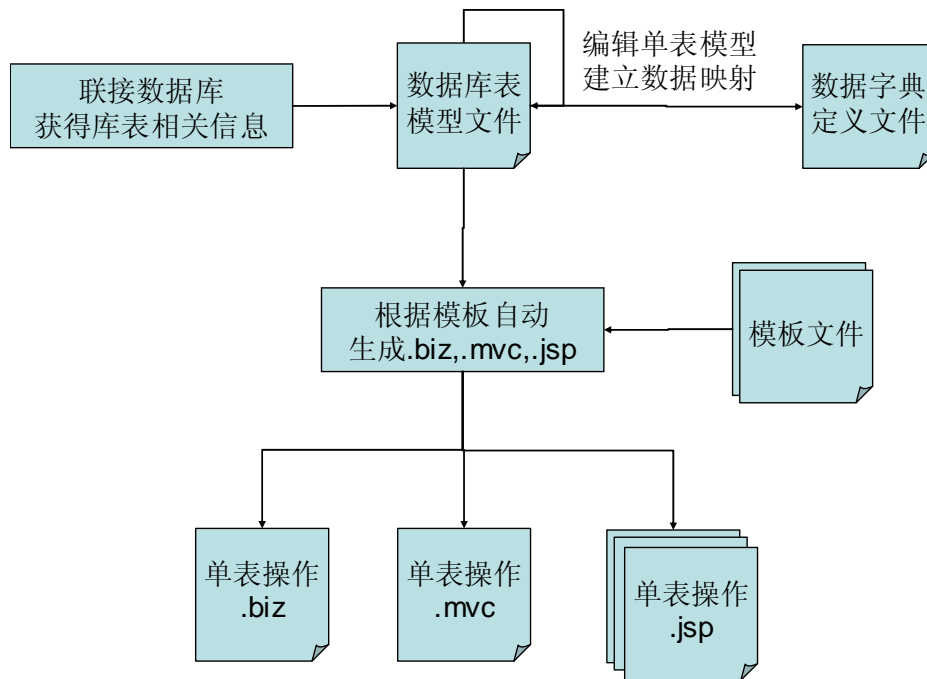 联接数据库
获得库表相关信息
数据库表
模型文件
编辑单表模型
建立数据映射
数据字典
定义文件
根据模板自动
生成.biz,.mvc,.jsp
模板文件
单表操作
.biz
单表操作
.mvc
单表操作
.jsp